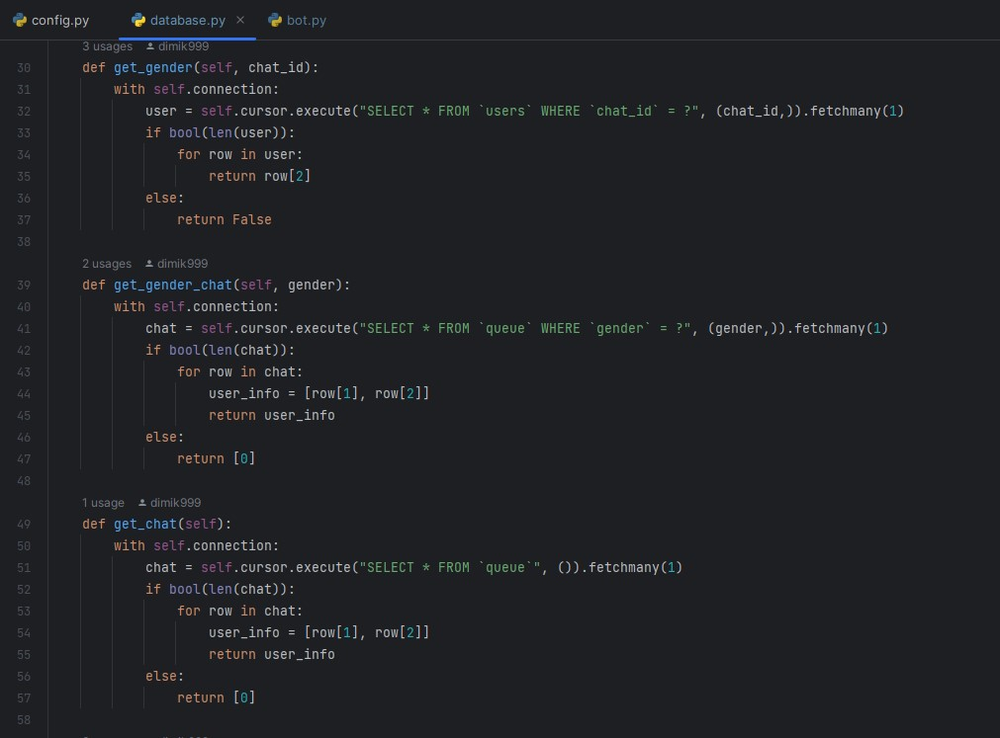 config.py database.py bot.py
3 usages dimik999
30 def get_gender(self, chat_id):
31 with self.connection:
32 user = self.cursor.execute("SELECT * FROM `users` WHERE `chat_id` = ?", (chat_id,)).fetchmany(1)
33 if bool(len(user)):
34 for row in user:
35 return row[2]
36 else:
37 return False
38
2 usages dimik999
39 def get_gender_chat(self, gender):
40 with self.connection:
41 chat = self.cursor.execute("SELECT * FROM `queue` WHERE `gender` = ?", (gender,)).fetchmany(1)
42 if bool(len(chat)):
43 for row in chat:
44 user_info = [row[1], row[2]]
45 return user_info
46 else:
47 return [0]
48
1 usage dimik999
49 def get_chat(self):
50 with self.connection:
51 chat = self.cursor.execute("SELECT * FROM `queue`", ()).fetchmany(1)
52 if bool(len(chat)):
53 for row in chat:
54 user_info = [row[1], row[2]]
55 return user_info
56 else:
57 return [0]
58